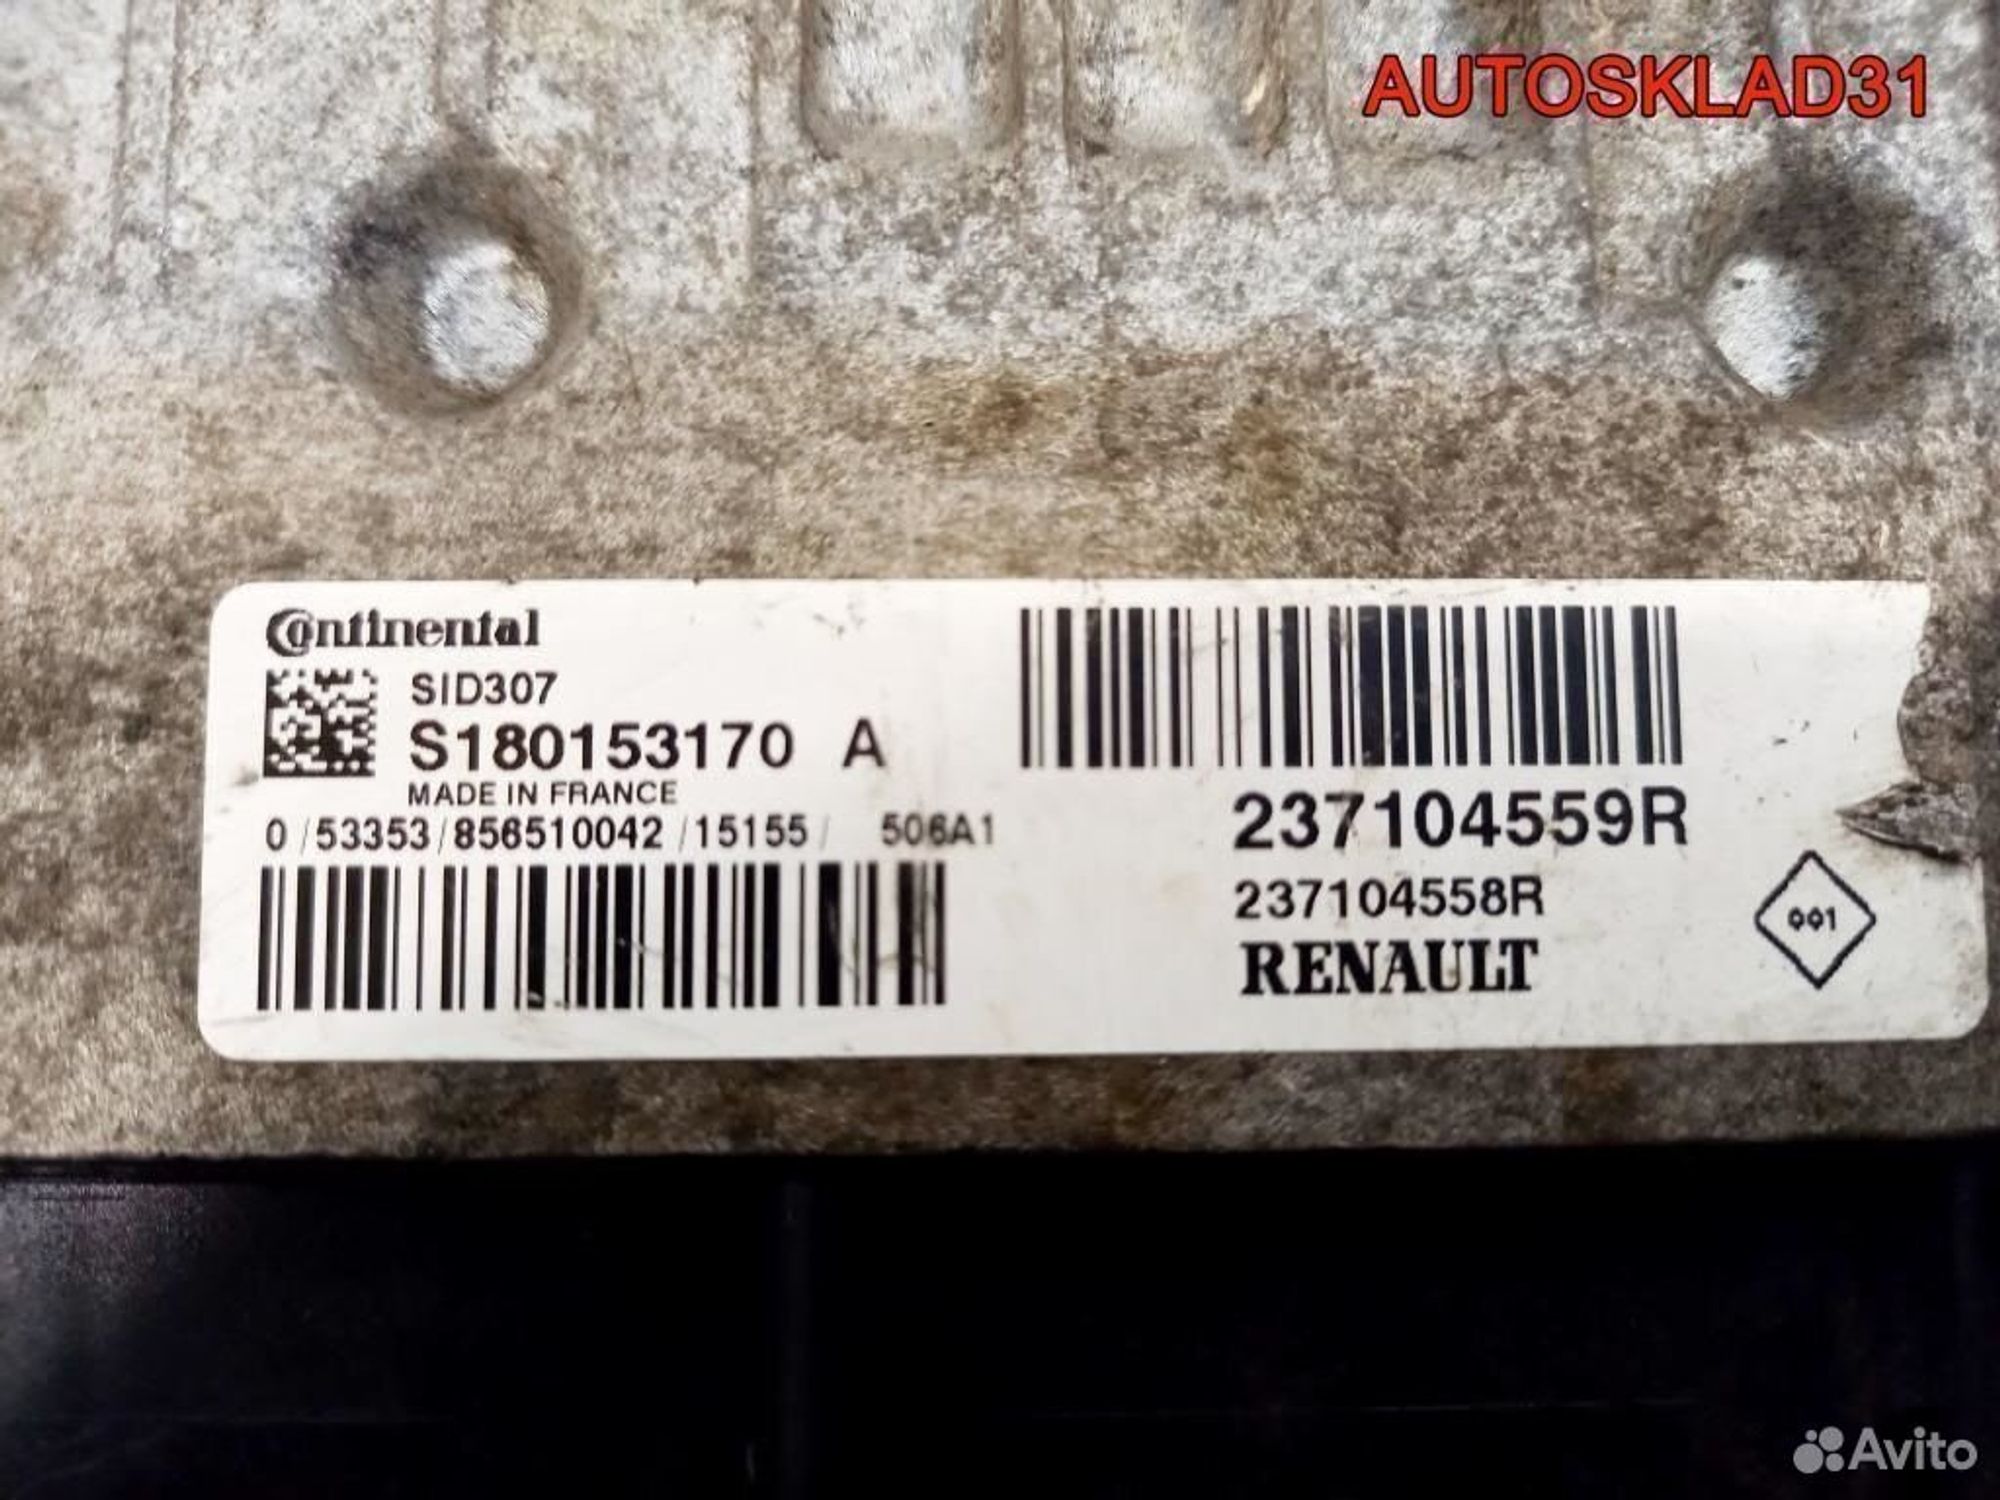 AUTOSKLAD31
Continental
SID307
S180153170 A
MADE IN FRANCE
0/53353/856510042/15155/ 506A1
237104559R
237104558R
RENAULT
001
Avito